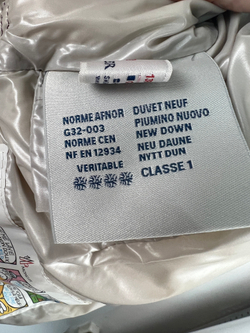 NORME AFNOR
G32-003
NORME CEN
NF EN 12934
VERITABLE
DUVET NEUF
PIUMINO NUOVO
NEW DOWN
NEU DAUNE
NYTT DUN
CLASSE 1